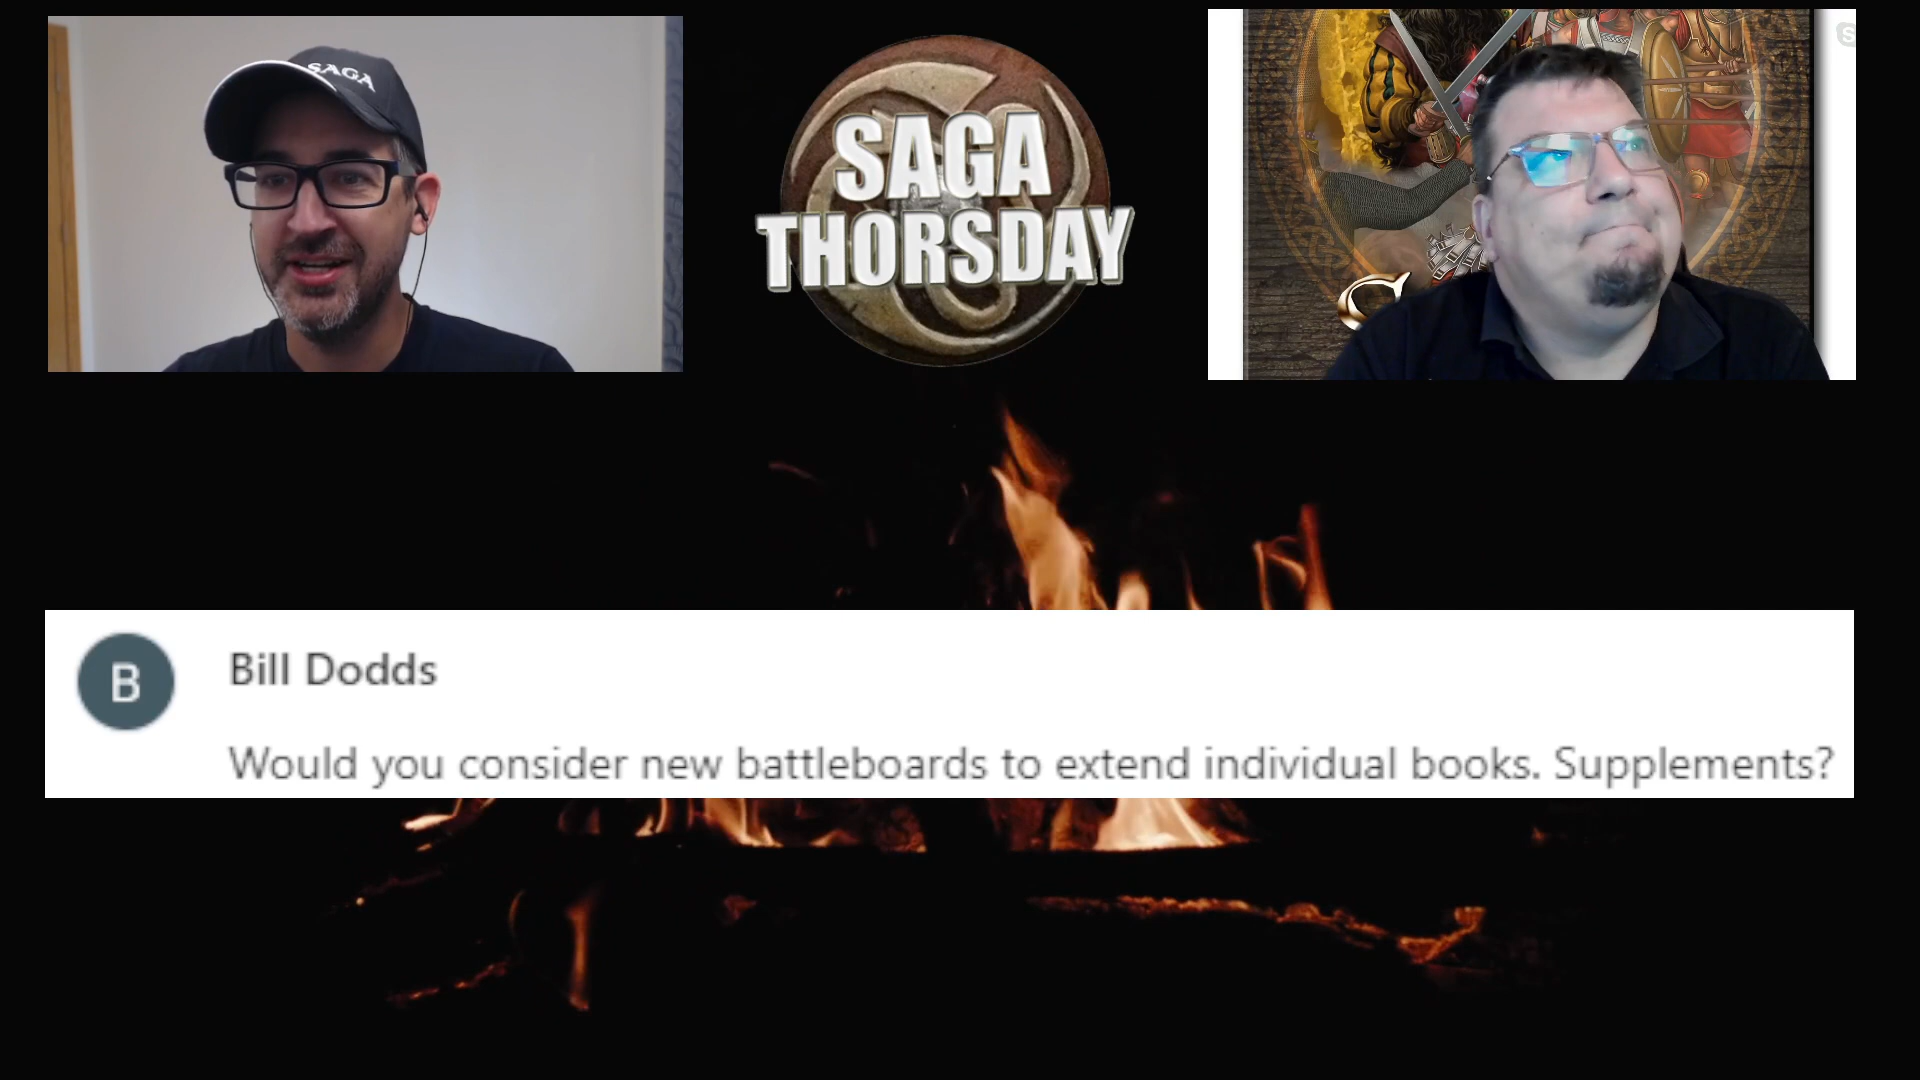 SAGA
SAGA
THORSDAY
S
S
B
Bill Dodds
Would you consider new battleboards to extend individual books. Supplements?